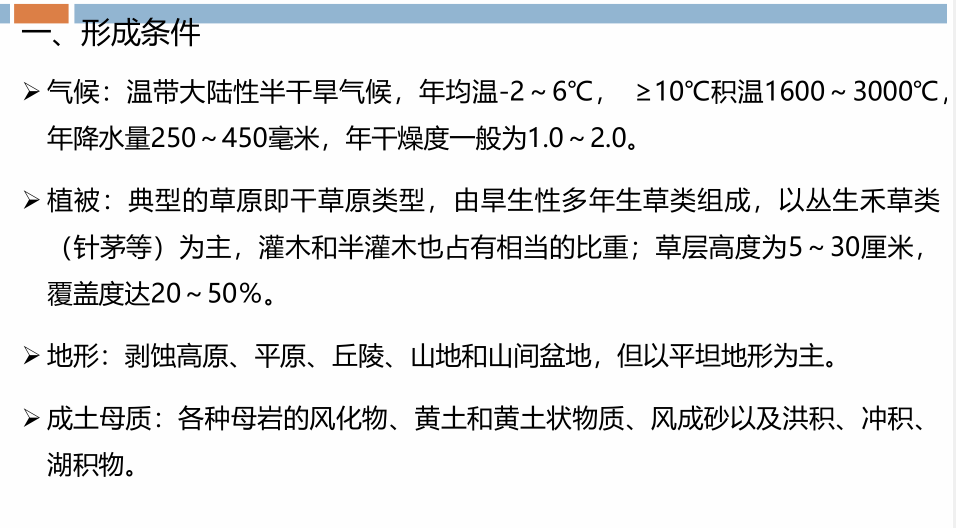 一、形成条件
➢ 气候：温带大陆性半干旱气候，年均温-2～6℃， ≥10℃积温1600～3000℃，
年降水量250～450毫米，年干燥度一般为1.0～2.0。
➢ 植被：典型的草原即干草原类型，由旱生性多年生草类组成，以丛生禾草类
（针茅等）为主，灌木和半灌木也占有相当的比重；草层高度为5～30厘米，
覆盖度达20～50%。
➢ 地形：剥蚀高原、平原、丘陵、山地和山间盆地，但以平坦地形为主。
➢ 成土母质：各种母岩的风化物、黄土和黄土状物质、风成砂以及洪积、冲积、
湖积物。